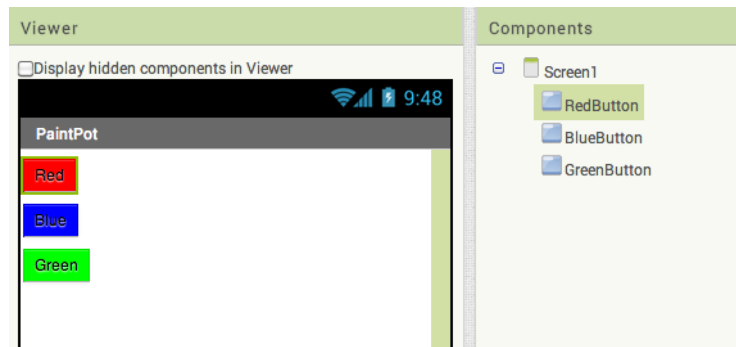 Viewer
Display hidden components in Viewer
9:48
PaintPot
Red
Blue
Green
Components
Screen1
RedButton
BlueButton
GreenButton